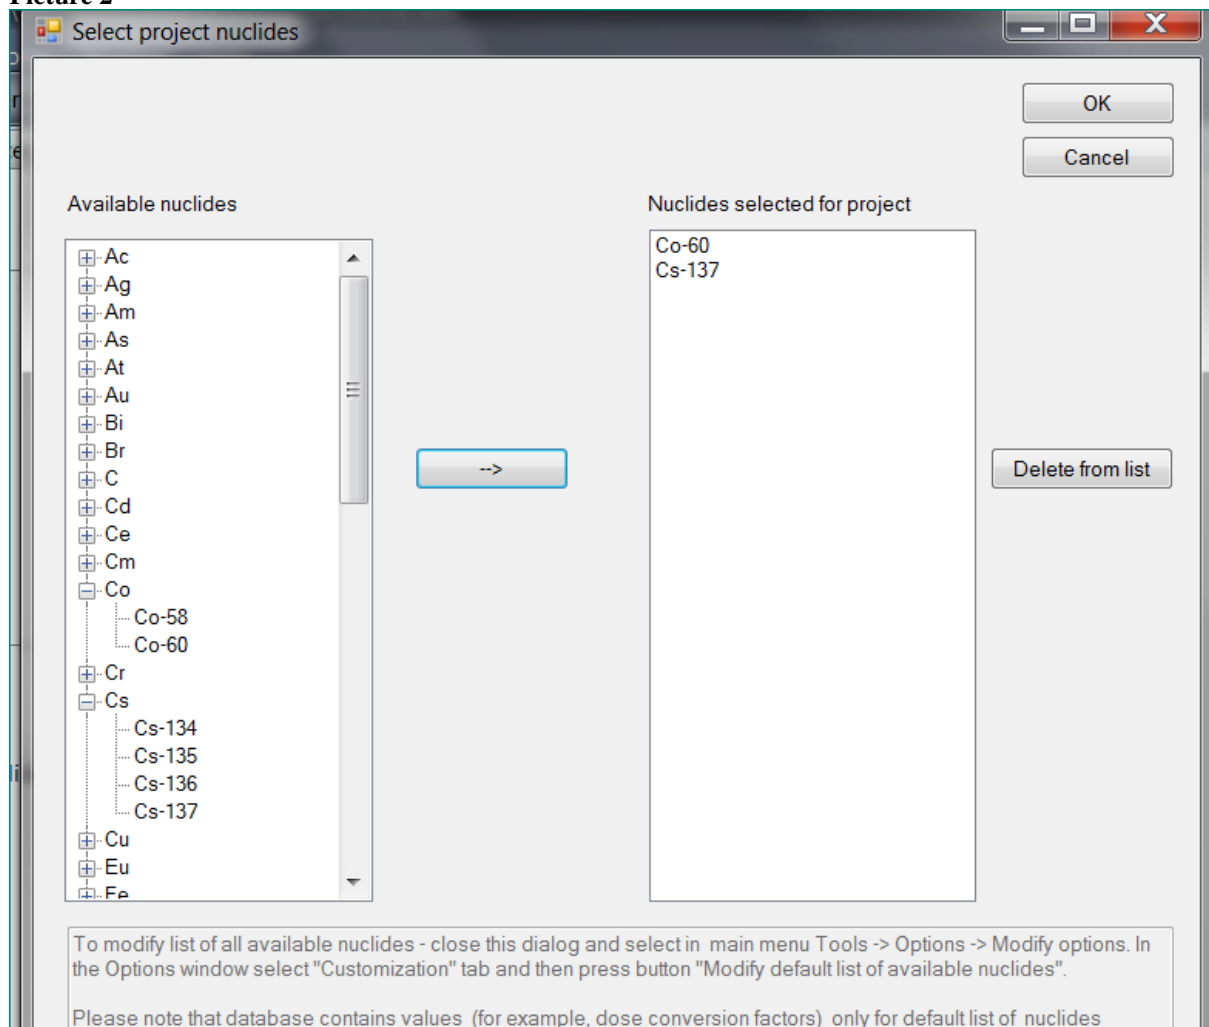 Picture 2
Select project nuclides
OK
Cancel
Available nuclides
Nuclides selected for project
Ac
Ag
Am
As
At
Au
Bi
Br
C
Cd
Ce
Cm
Co
Co-58
Co-60
Cr
Cs
Cs-134
Cs-135
Cs-136
Cs-137
Cu
Eu
Fe
-->
Co-60
Cs-137
Delete from list
To modify list of all available nuclides - close this dialog and select in main menu Tools -> Options -> Modify options. In
the Options window select "Customization" tab and then press button "Modify default list of available nuclides".
Please note that database contains values (for example, dose conversion factors) only for default list of nuclides